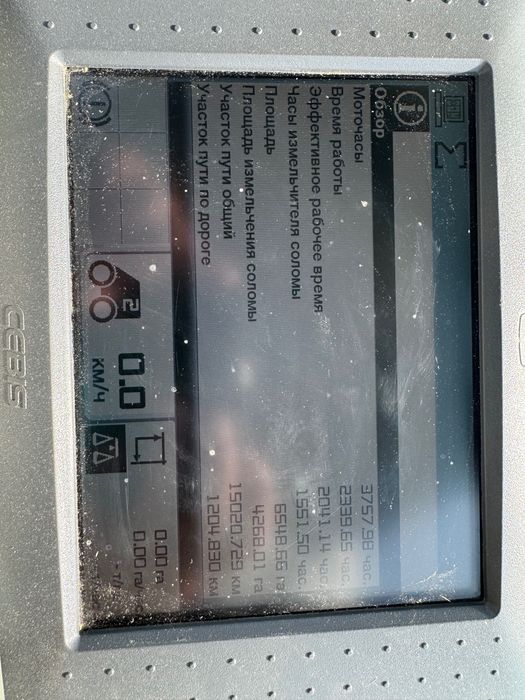 Обзор
Моточасы 3757.98 час.
Время работы 2339.65 час.
Эффективное рабочее время 2041.14 час.
Часы измельчителя соломы 1551.50 час.
Площадь 6548.66 га
Площадь измельчения соломы 4268.01 га
Участок пути общий 15020.729 км
Участок пути по дороге 1204.830 км
2
0.0
км/ч
0.00 га
0.00 га/
- т/
CEBIS